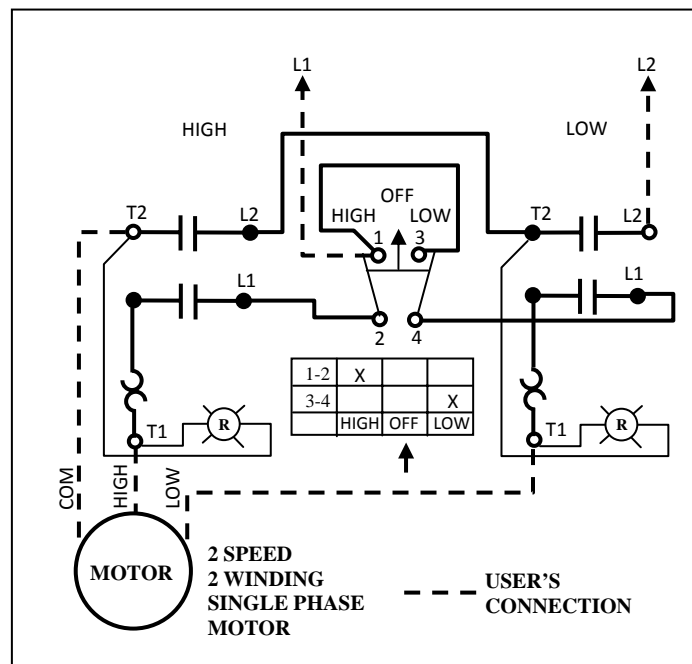 L1
L2
HIGH
LOW
OFF
T2
L2
HIGH
LOW
T2
L2
1
3
L1
L1
2
4
1-2 X
3-4 X
HIGH OFF LOW
T1
R
T1
R
COM
HIGH
LOW
MOTOR
2 SPEED
2 WINDING
SINGLE PHASE
MOTOR
USER'S
CONNECTION